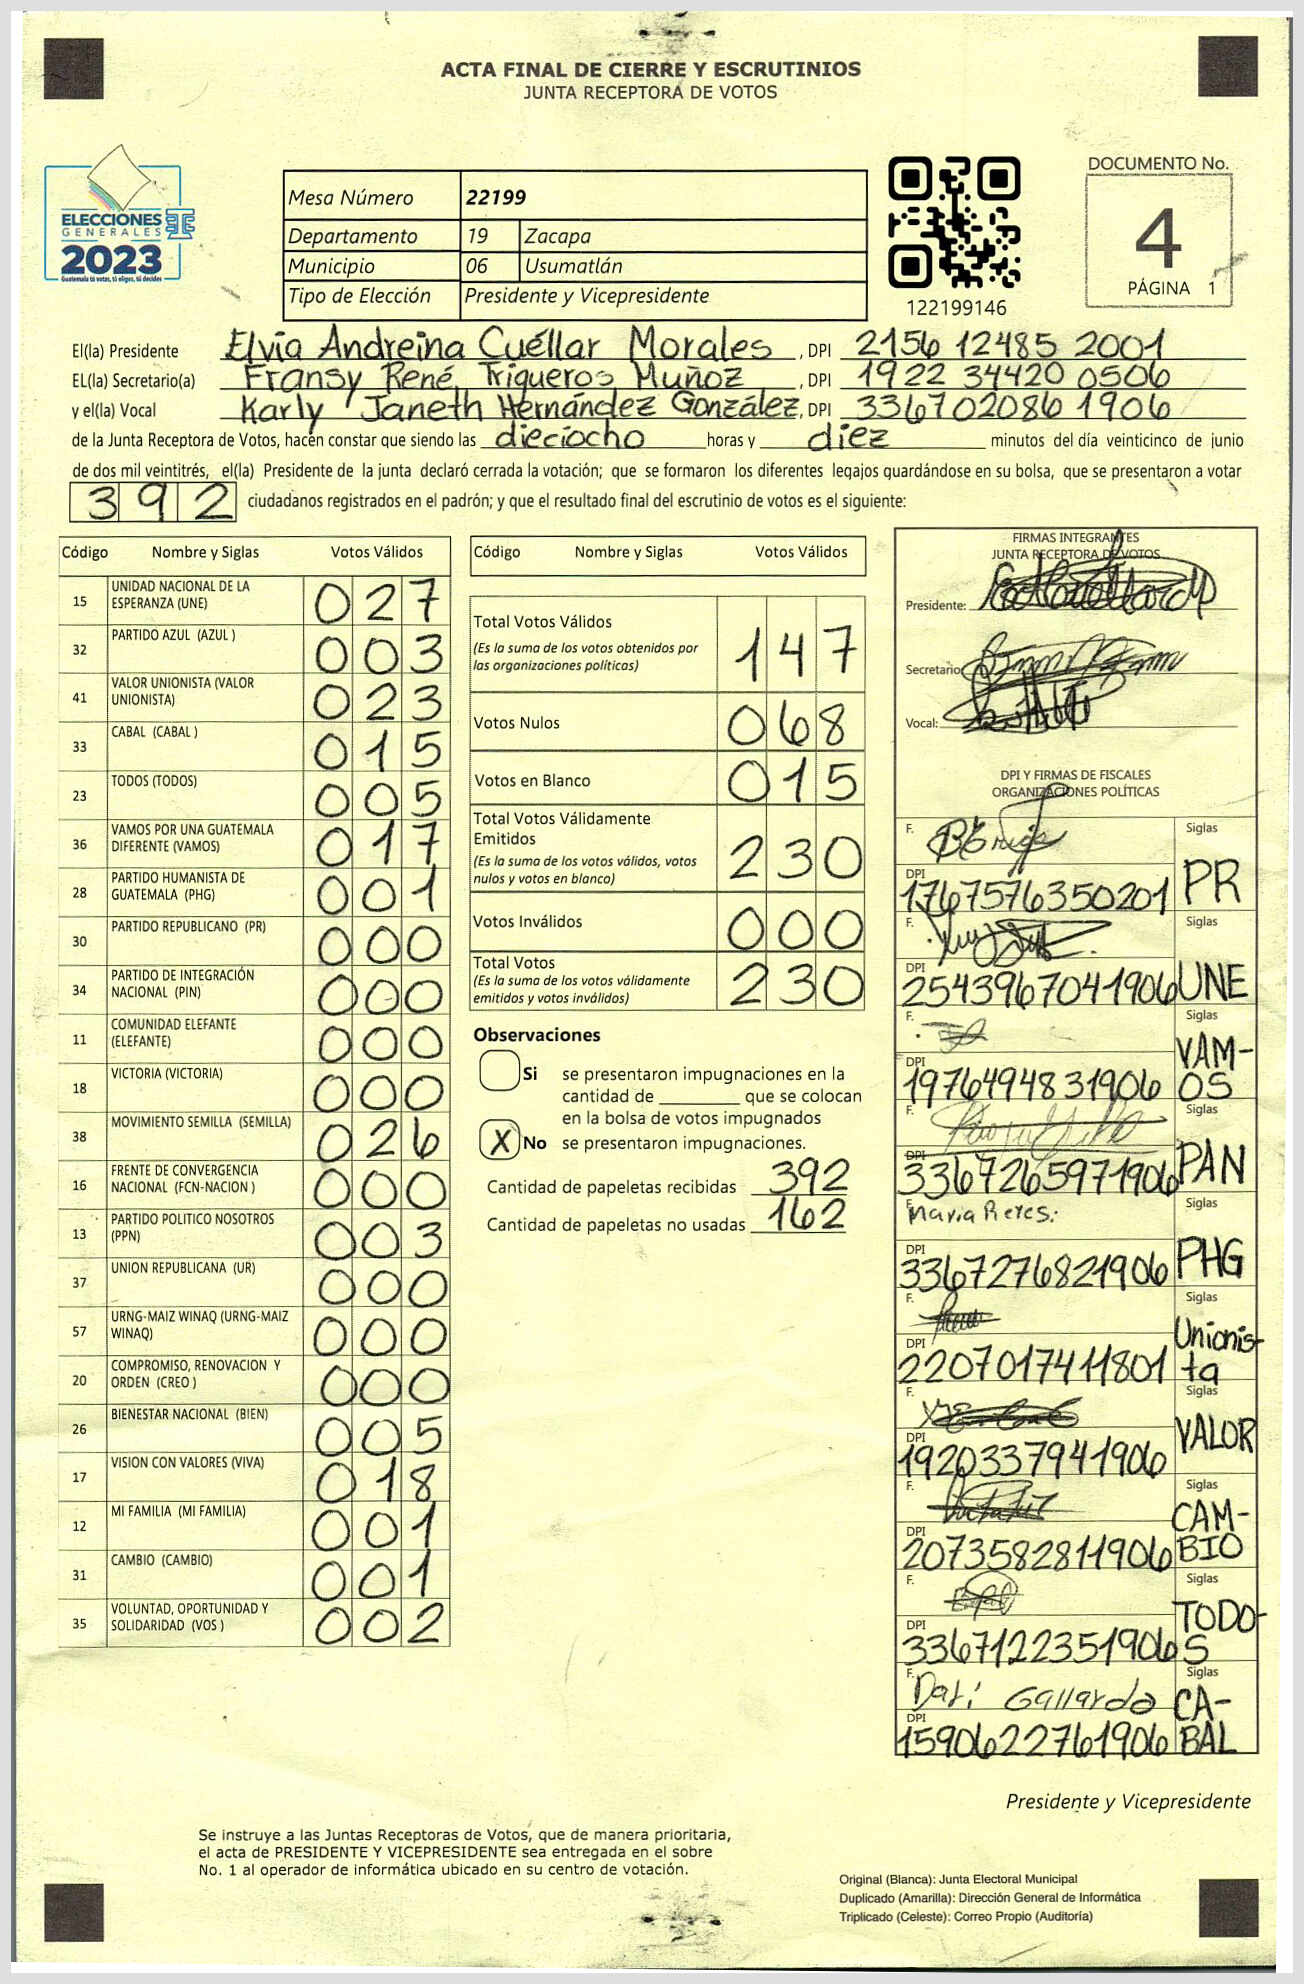 ACTA FINAL DE CIERRE Y ESCRUTINIOS
JUNTA RECEPTORA DE VOTOS
ELECCIONES
GENERALES
2023
Guatemala tú votas, tú eliges, tú decides
Mesa Número 22199
Departamento 19 Zacapa
Municipio 06 Usumatlán
Tipo de Elección Presidente y Vicepresidente
122199146
DOCUMENTO No.
4
PÁGINA 1
El(la) Presidente Elvia Andreina Cuéllar Morales, DPI 2156 12485 2001
EL(la) Secretario(a) Fransy René Trigueros Muñoz, DPI 1922 34420 0506
y el(la) Vocal Karly Janeth Hernández González, DPI 336702086 1906
de la Junta Receptora de Votos, hacen constar que siendo las dieciocho horas y diez minutos del día veinticinco de junio
de dos mil veintitrés, el(la) Presidente de la junta declaró cerrada la votación; que se formaron los diferentes legajos guardándose en su bolsa, que se presentaron a votar
392 ciudadanos registrados en el padrón; y que el resultado final del escrutinio de votos es el siguiente:
Código Nombre y Siglas Votos Válidos
15 UNIDAD NACIONAL DE LA ESPERANZA (UNE) 027
32 PARTIDO AZUL (AZUL ) 003
41 VALOR UNIONISTA (VALOR UNIONISTA) 023
33 CABAL (CABAL ) 015
23 TODOS (TODOS) 005
36 VAMOS POR UNA GUATEMALA DIFERENTE (VAMOS) 017
28 PARTIDO HUMANISTA DE GUATEMALA (PHG) 001
30 PARTIDO REPUBLICANO (PR) 000
34 PARTIDO DE INTEGRACIÓN NACIONAL (PIN) 000
11 COMUNIDAD ELEFANTE (ELEFANTE) 000
18 VICTORIA (VICTORIA) 000
38 MOVIMIENTO SEMILLA (SEMILLA) 026
16 FRENTE DE CONVERGENCIA NACIONAL (FCN-NACION ) 000
13 PARTIDO POLITICO NOSOTROS (PPN) 003
37 UNION REPUBLICANA (UR) 000
57 URNG-MAIZ WINAQ (URNG-MAIZ WINAQ) 000
20 COMPROMISO, RENOVACION Y ORDEN (CREO ) 000
26 BIENESTAR NACIONAL (BIEN) 005
17 VISION CON VALORES (VIVA) 018
12 MI FAMILIA (MI FAMILIA) 001
31 CAMBIO (CAMBIO) 001
35 VOLUNTAD, OPORTUNIDAD Y SOLIDARIDAD (VOS ) 002
Código Nombre y Siglas Votos Válidos
Total Votos Válidos 147
(Es la suma de los votos obtenidos por
las organizaciones políticas)
Votos Nulos 068
Votos en Blanco 015
Total Votos Válidamente
Emitidos 230
(Es la suma de los votos válidos, votos
nulos y votos en blanco)
Votos Inválidos 000
Total Votos 230
(Es la suma de los votos válidamente
emitidos y votos inválidos)
Observaciones
Si se presentaron impugnaciones en la
cantidad de ________ que se colocan
en la bolsa de votos impugnados
X No se presentaron impugnaciones.
Cantidad de papeletas recibidas 392
Cantidad de papeletas no usadas 162
FIRMAS INTEGRANTES
JUNTA RECEPTORA DE VOTOS
Presidente:
Secretario
Vocal:
DPI Y FIRMAS DE FISCALES
ORGANIZACIONES POLÍTICAS
F. Siglas
DPI 1767576350201 PR
F. Siglas
DPI 2543967041906 UNE
F. Siglas
DPI 1976494831906 VAM-OS
F. Siglas
DPI 3367265971906 PAN
F. Maria Reyes. Siglas
DPI 3367276821906 PHG
F. Siglas
DPI 2207017411801 Unionis-ta
F. Siglas
DPI 1920337941906 VALOR
F. Siglas
DPI 2073582811906 CAM-BIO
F. Siglas
DPI 3367122351906 TODO-S
F. Gallardo Siglas
DPI 1590622761906 CA-BAL
Presidente y Vicepresidente
Se instruye a las Juntas Receptoras de Votos, que de manera prioritaria,
el acta de PRESIDENTE Y VICEPRESIDENTE sea entregada en el sobre
No. 1 al operador de informática ubicado en su centro de votación.
Original (Blanca): Junta Electoral Municipal
Duplicado (Amarilla): Dirección General de Informática
Triplicado (Celeste): Correo Propio (Auditoría)